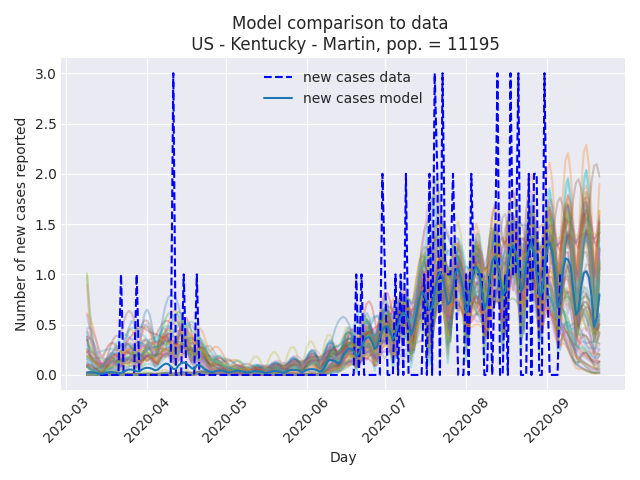 Model comparison to data
US - Kentucky - Martin, pop. = 11195
new cases data
new cases model
Number of new cases reported
3.0
2.5
2.0
1.5
1.0
0.5
0.0
2020-03
2020-04
2020-05
2020-06
2020-07
2020-08
2020-09
Day